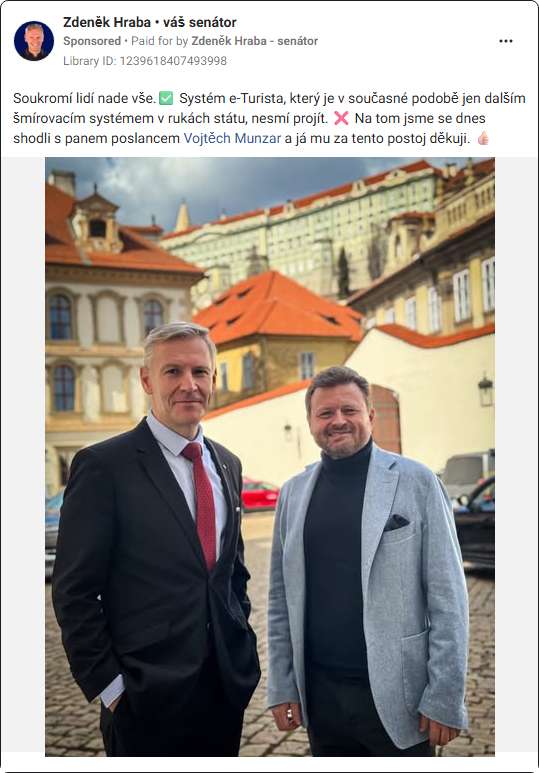 Zdeněk Hraba • váš senátor
Sponsored • Paid for by Zdeněk Hraba - senátor
Library ID: 1239618407493998
Soukromí lidí nade vše.✅ Systém e-Turista, který je v současné podobě jen dalším
šmírovacím systémem v rukách státu, nesmí projít. ❌ Na tom jsme se dnes
shodli s panem poslancem Vojtěch Munzar a já mu za tento postoj děkuji. 👍🏻